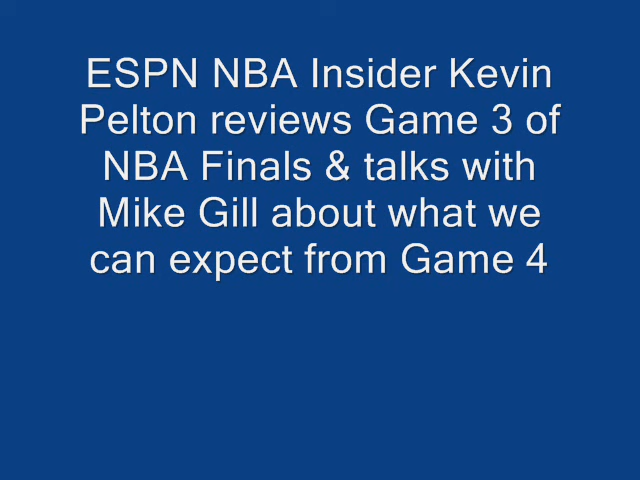 ESPN NBA Insider Kevin
Pelton reviews Game 3 of
NBA Finals & talks with
Mike Gill about what we
can expect from Game 4